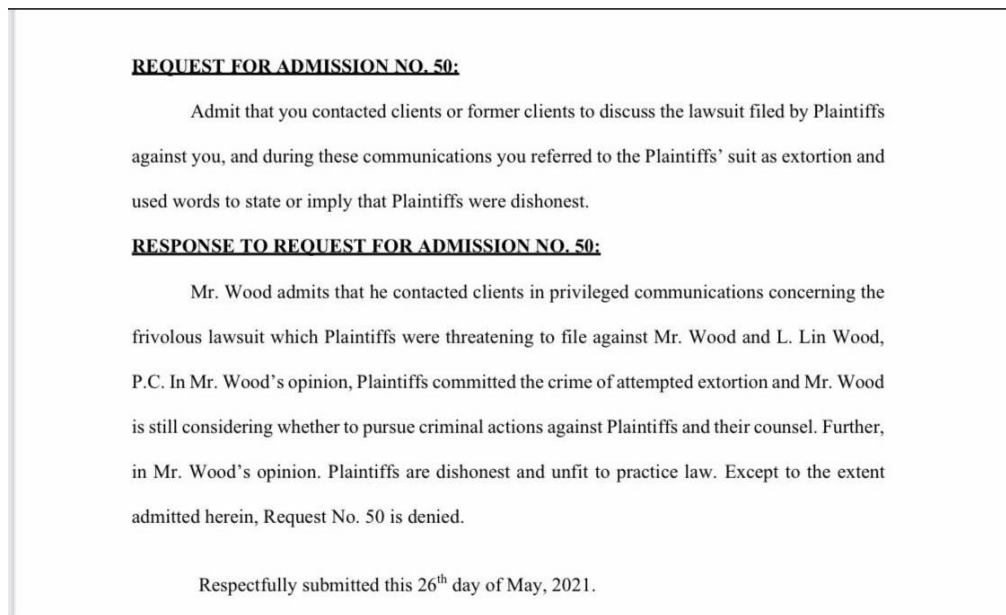 REQUEST FOR ADMISSION NO. 50:
Admit that you contacted clients or former clients to discuss the lawsuit filed by Plaintiffs
against you, and during these communications you referred to the Plaintiffs’ suit as extortion and
used words to state or imply that Plaintiffs were dishonest.
RESPONSE TO REQUEST FOR ADMISSION NO. 50:
Mr. Wood admits that he contacted clients in privileged communications concerning the
frivolous lawsuit which Plaintiffs were threatening to file against Mr. Wood and L. Lin Wood,
P.C. In Mr. Wood’s opinion, Plaintiffs committed the crime of attempted extortion and Mr. Wood
is still considering whether to pursue criminal actions against Plaintiffs and their counsel. Further,
in Mr. Wood’s opinion. Plaintiffs are dishonest and unfit to practice law. Except to the extent
admitted herein, Request No. 50 is denied.
Respectfully submitted this 26th day of May, 2021.